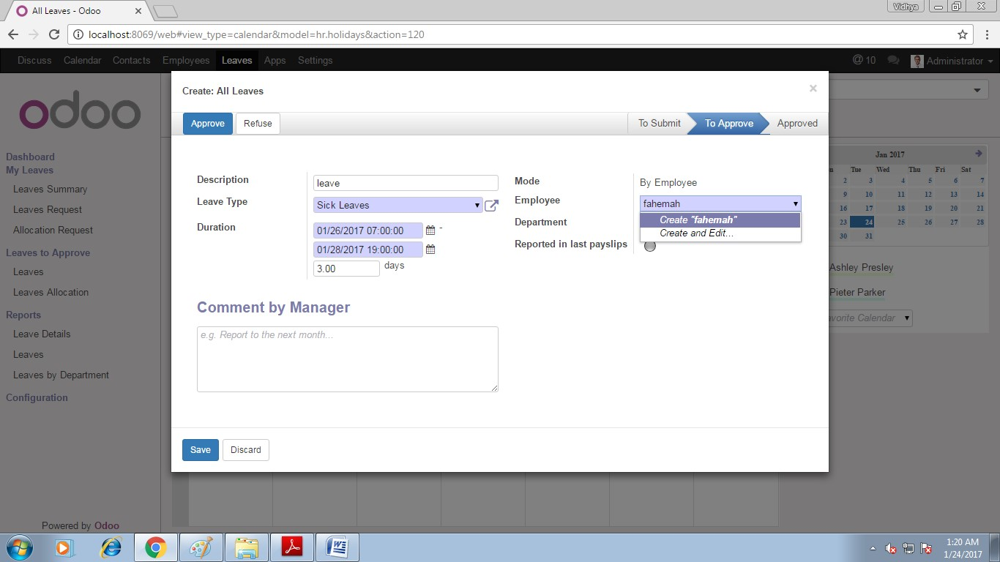 All Leaves - Odoo
Vidhya
localhost:8069/web#view_type=calendar&model=hr.holidays&action=120
Discuss Calendar Contacts Employees Leaves Apps Settings @ 10 Administrator
odoo
Dashboard
My Leaves
Leaves Summary
Leaves Request
Allocation Request
Leaves to Approve
Leaves
Leaves Allocation
Reports
Leave Details
Leaves
Leaves by Department
Configuration
Powered by Odoo
Create: All Leaves ×
Approve Refuse To Submit To Approve Approved
Description leave
Leave Type Sick Leaves
Duration 01/26/2017 07:00:00 -
01/28/2017 19:00:00
3.00 days
Mode By Employee
Employee fahemah
Create "fahemah"
Create and Edit...
Department
Reported in last payslips
Comment by Manager
e.g. Report to the next month...
Save Discard
Jan 2017
Tue Wed Thu Fri Sat
2 3 4 5 6 7
9 10 11 12 13 14
16 17 18 19 20 21
23 24 25 26 27 28
30 31
Ashley Presley
Pieter Parker
Calendar
1:20 AM
1/24/2017